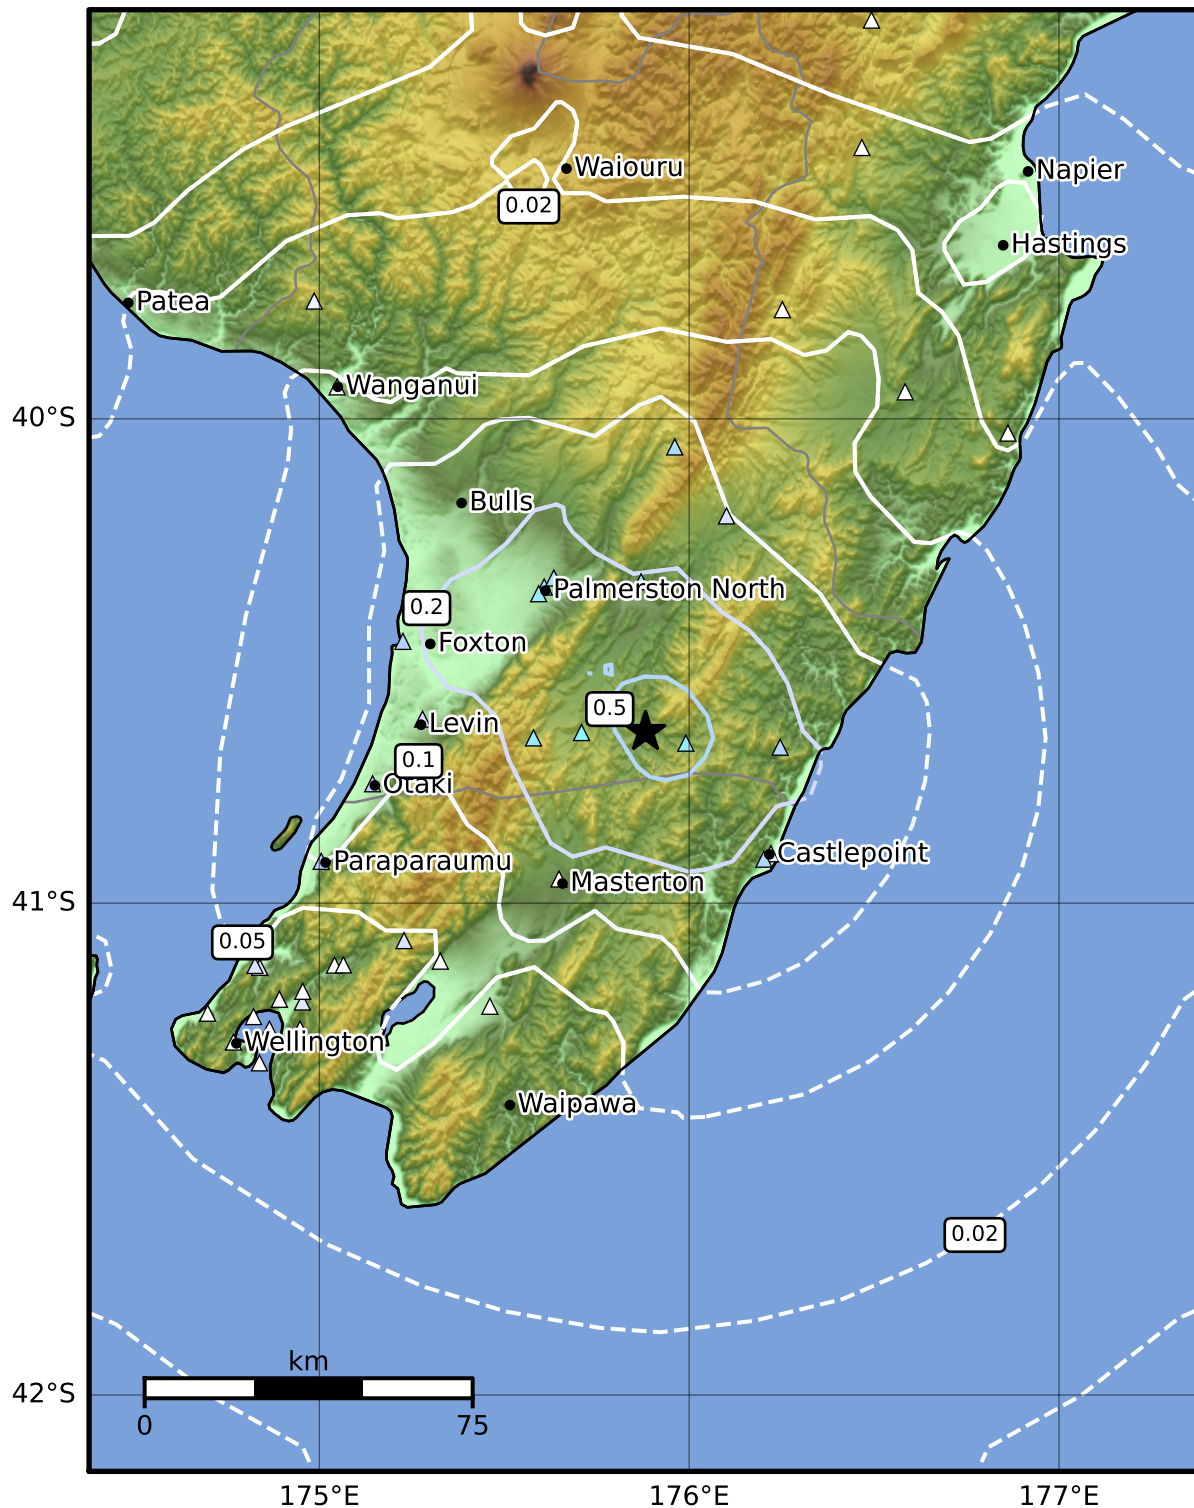 Waiouru
Napier
0.02
Hastings
Patea
Wanganui
40°S
Bulls
Palmerston North
0.2
Foxton
0.5
Levin
0.1
Otaki
Castlepoint
Paraparaumu
Masterton
41°S
0.05
Wellington
Waipawa
0.02
km
42°S
0
75
175°E
176°E
177°E